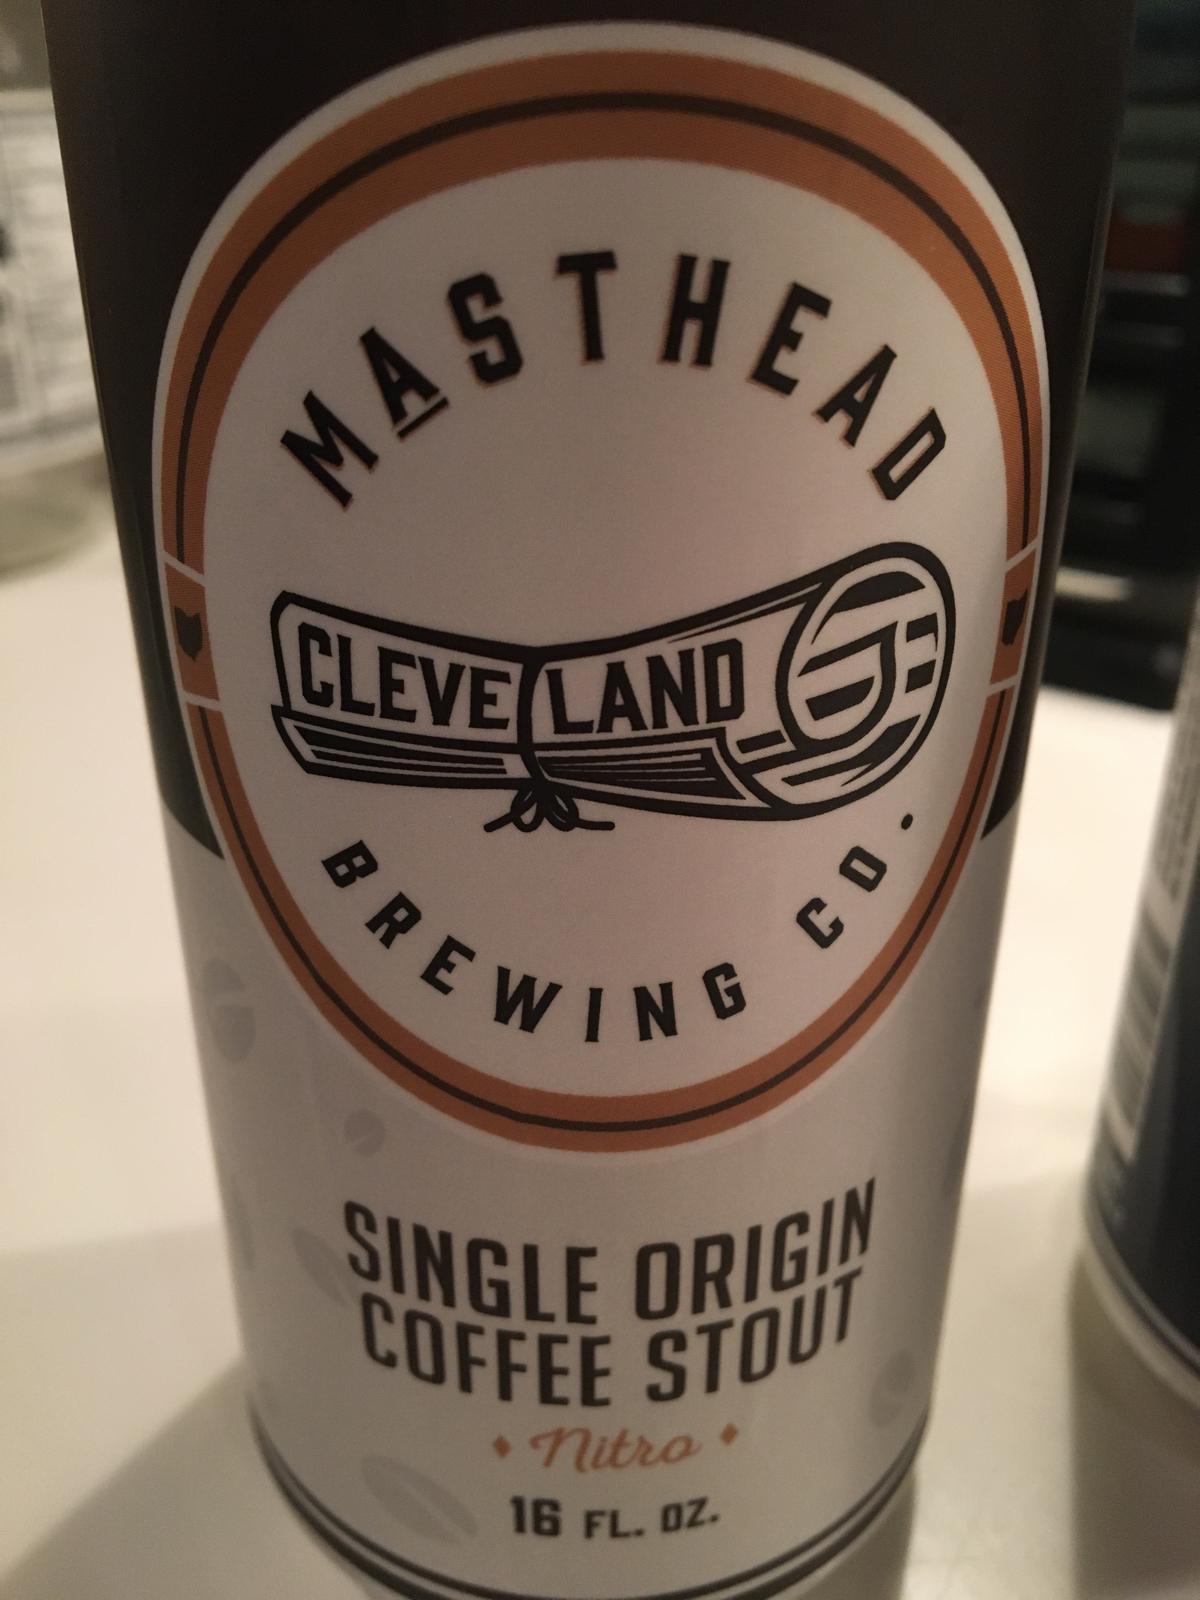 MASTHEAD
CLEVELAND
BREWING CO.
SINGLE ORIGIN
COFFEE STOUT
Nitro
16 FL. OZ.